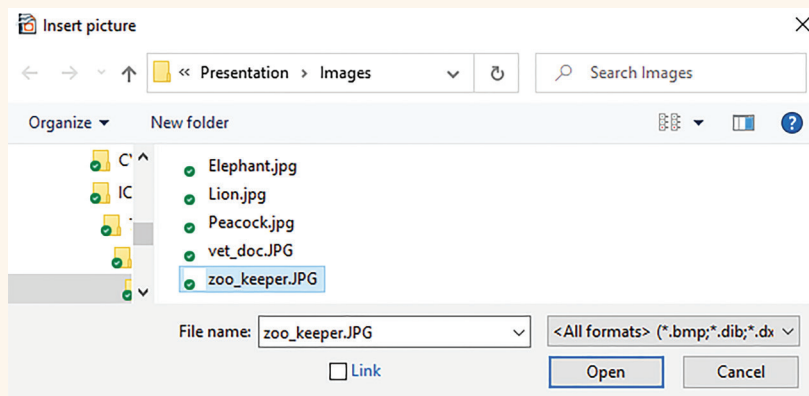 Insert picture
« Presentation › Images
Search Images
Organize
New folder
IC
Elephant.jpg
Lion.jpg
Peacock.jpg
vet_doc.JPG
zoo_keeper.JPG
File name: zoo_keeper.JPG
<All formats> (*.bmp;*.dib;*.dx
Link
Open
Cancel